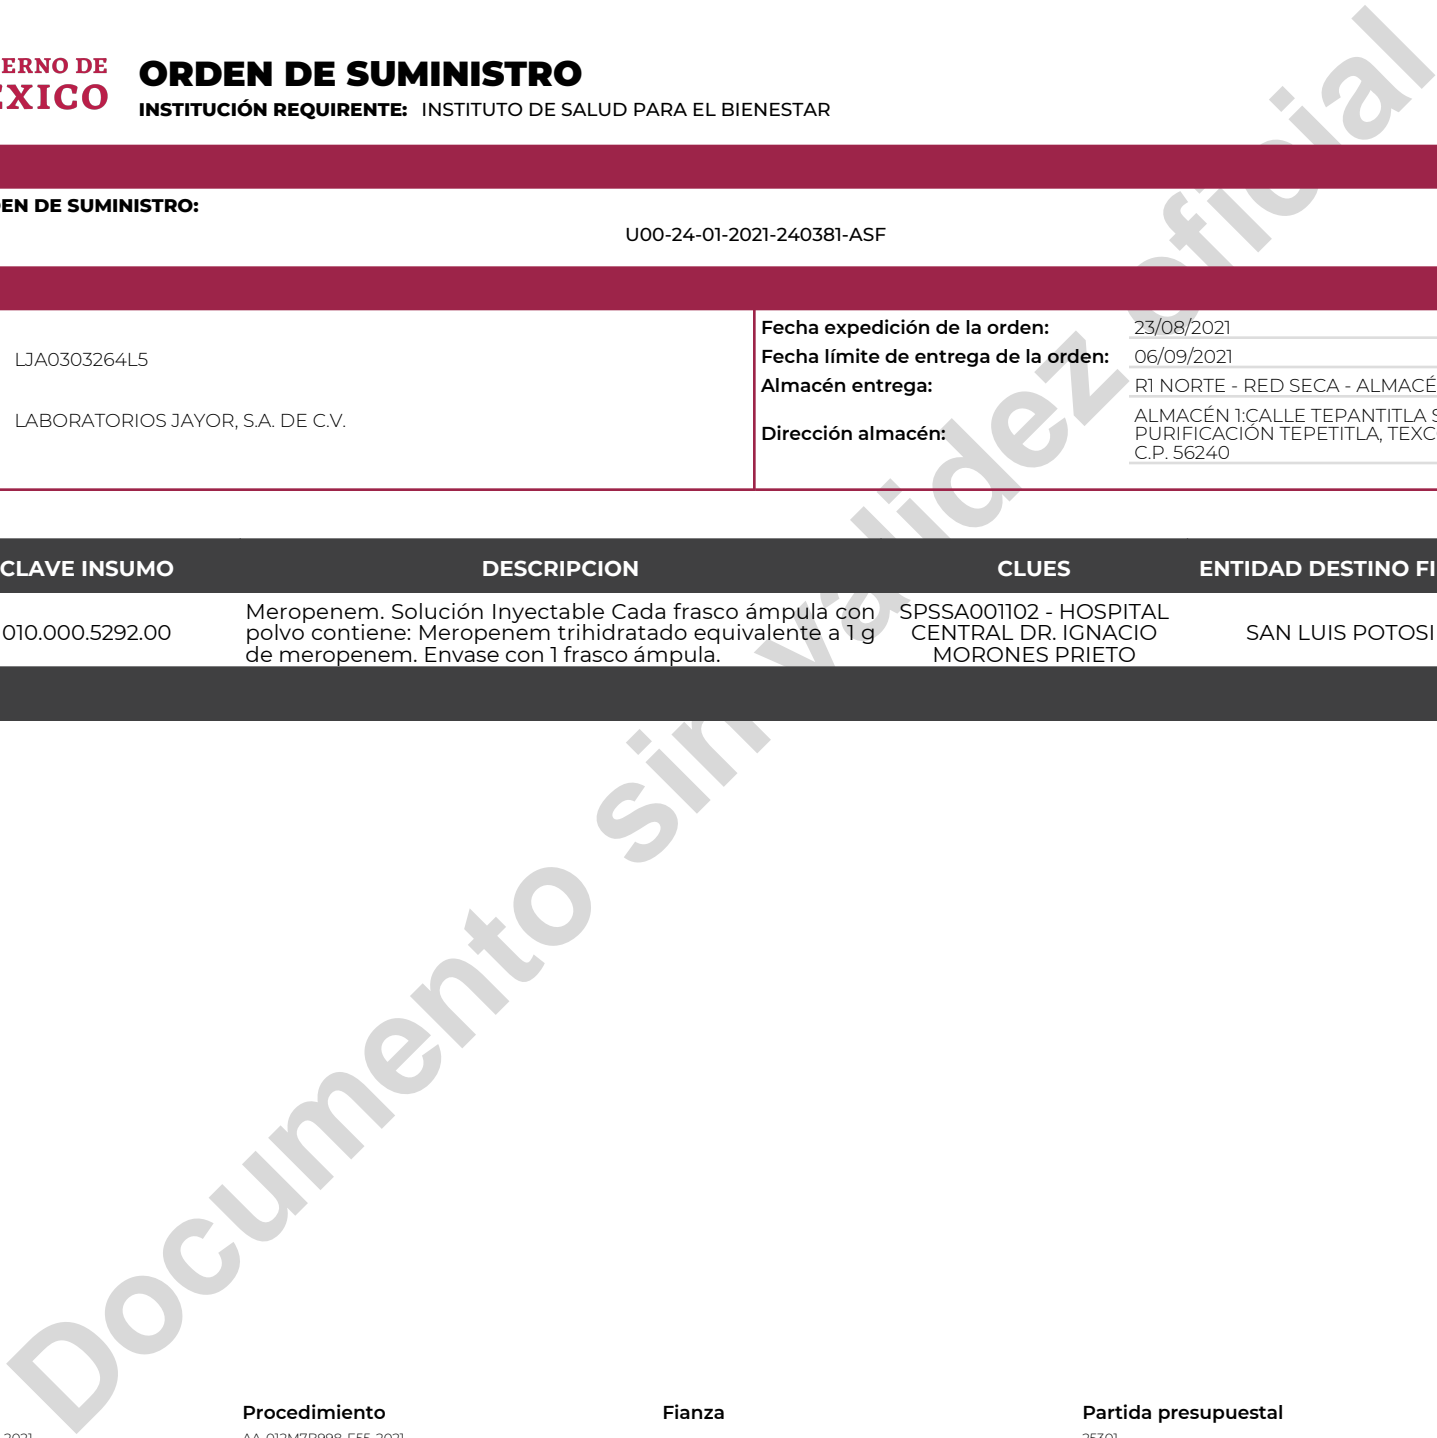 ERNO DE
ORDEN DE SUMINISTRO
EXICO
INSTITUCIÓN REQUIRENTE: INSTITUTO DE SALUD PARA EL BIENESTAR
EN DE SUMINISTRO:
U00-24-01-2021-240381-ASF
LJA0303264L5
LABORATORIOS JAYOR, S.A. DE C.V.
Fecha expedición de la orden: 23/08/2021
Fecha límite de entrega de la orden: 06/09/2021
Almacén entrega: R1 NORTE - RED SECA - ALMACÉ
Dirección almacén: ALMACÉN 1:CALLE TEPANTITLA S
PURIFICACIÓN TEPETITLA, TEXC
C.P. 56240
CLAVE INSUMO DESCRIPCION CLUES ENTIDAD DESTINO FI
010.000.5292.00
Meropenem. Solución Inyectable Cada frasco ámpula con
polvo contiene: Meropenem trihidratado equivalente a 1 g
de meropenem. Envase con 1 frasco ámpula.
SPSSA001102 - HOSPITAL
CENTRAL DR. IGNACIO
MORONES PRIETO
SAN LUIS POTOSI
Documento sin validez oficial
Procedimiento Fianza Partida presupuestal